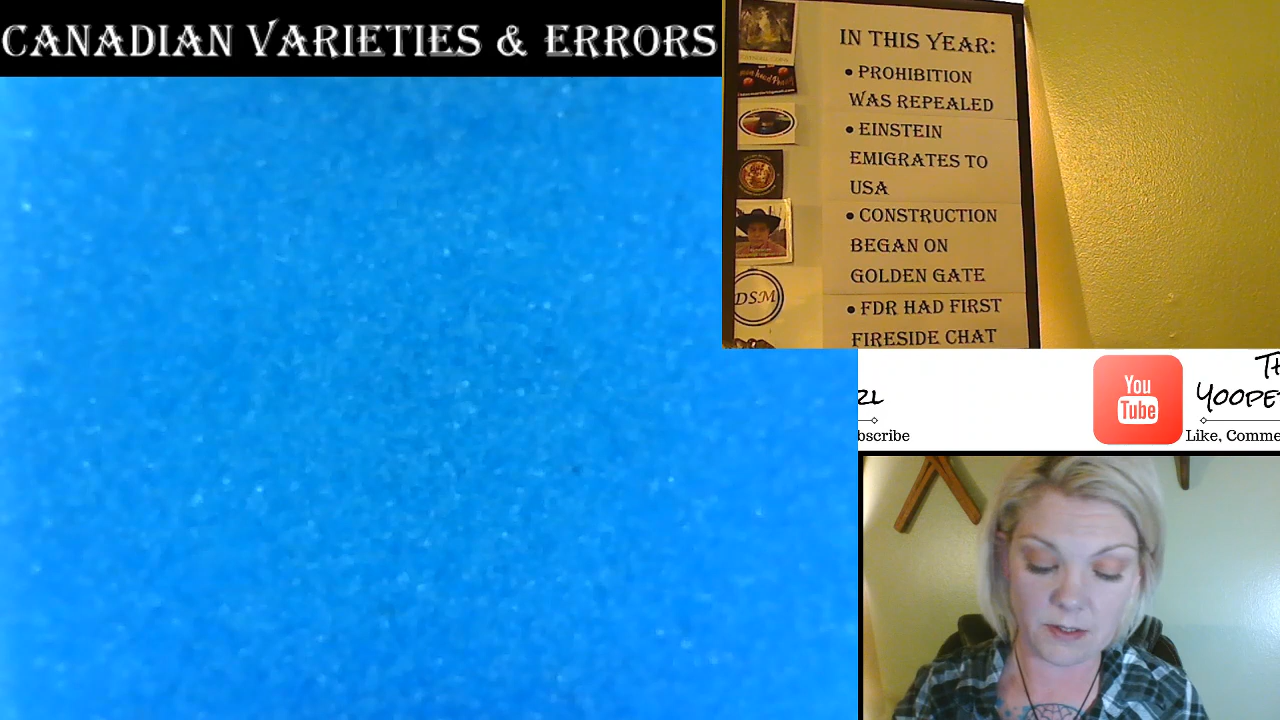 CANADIAN VARIETIES & ERRORS
IN THIS YEAR:
• PROHIBITION
WAS REPEALED
• EINSTEIN
EMIGRATES TO
USA
• CONSTRUCTION
BEGAN ON
GOLDEN GATE
• FDR HAD FIRST
FIRESIDE CHAT
DSM
You
Tube
Like, Comme